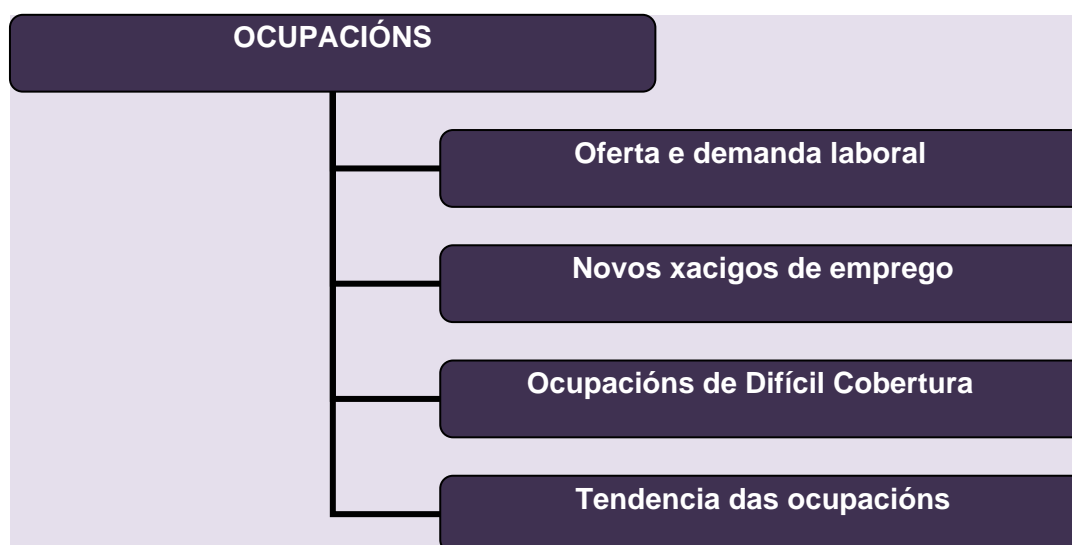 OCUPACIÓNS
Oferta e demanda laboral
Novos xacigos de emprego
Ocupacións de Difícil Cobertura
Tendencia das ocupacións